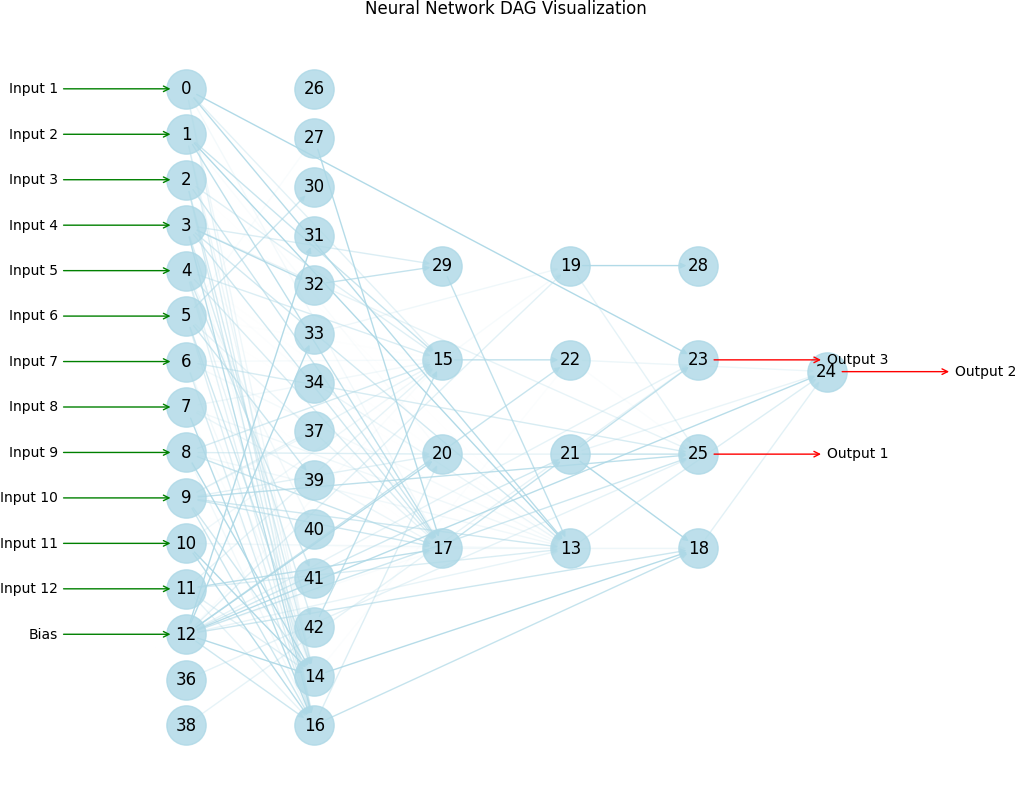 Neural Network DAG Visualization
Input 1 0 26
Input 2 1 27
Input 3 2 30
Input 4 3 31
Input 5 4 32 29 19 28
Input 6 5 33
Input 7 6 34 15 22 23 Output 3
24 Output 2
Input 8 7 37
Input 9 8 39 20 21 25 Output 1
Input 10 9 40
Input 11 10 41 17 13 18
Input 12 11 42
Bias 12 14
36 16
38